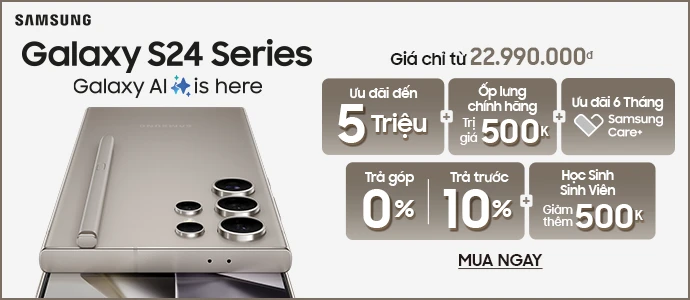 SAMSUNG
Galaxy S24 Series
Galaxy AI is here
SAMSUNG
Giá chỉ từ 22.990.000đ
Ưu đãi đến
5 Triệu
+
Ốp lưng
chính hãng
Trị giá 500K
+
Ưu đãi 6 Tháng
Samsung
Care+
Trả góp
0%
Trả trước
10%
+
Học Sinh
Sinh Viên
Giảm thêm 500K
MUA NGAY